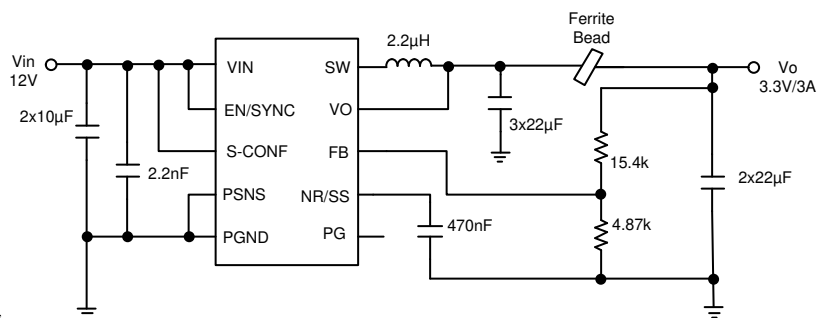 Ferrite
Bead
2.2µH
Vin
12V
VIN
SW
Vo
3.3V/3A
EN/SYNC
VO
2x10µF
3x22µF
S-CONF
FB
15.4k
2.2nF
2x22µF
PSNS
NR/SS
470nF
4.87k
PGND
PG